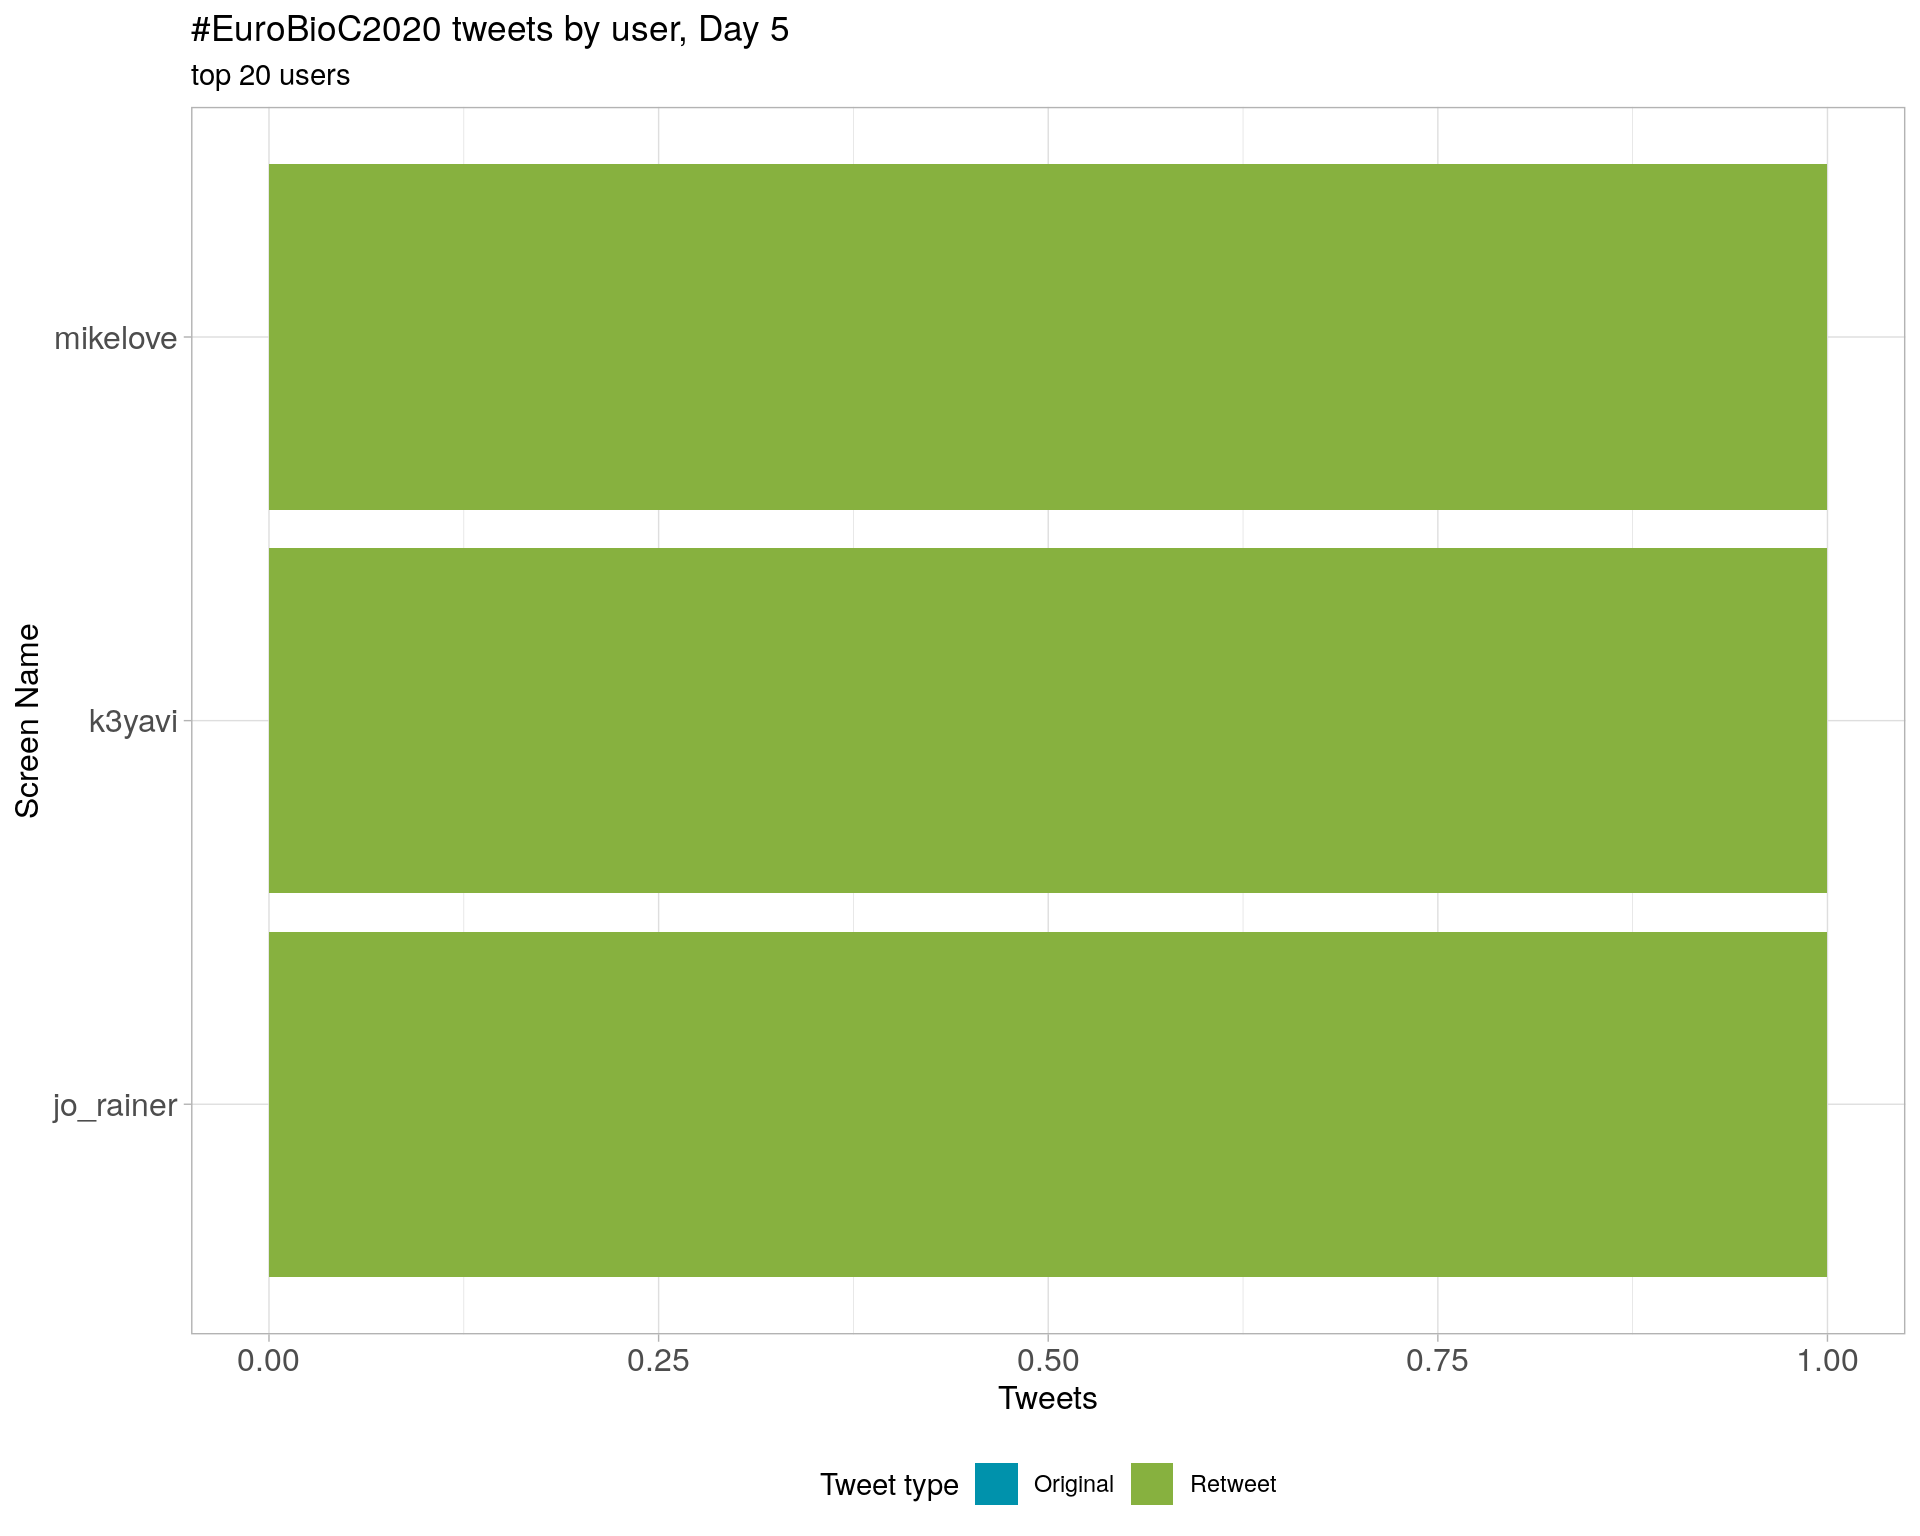 #EuroBioC2020 tweets by user, Day 5
top 20 users
Screen Name
mikelove
k3yavi
jo_rainer
0.00 0.25 0.50 0.75 1.00
Tweets
Tweet type Original Retweet